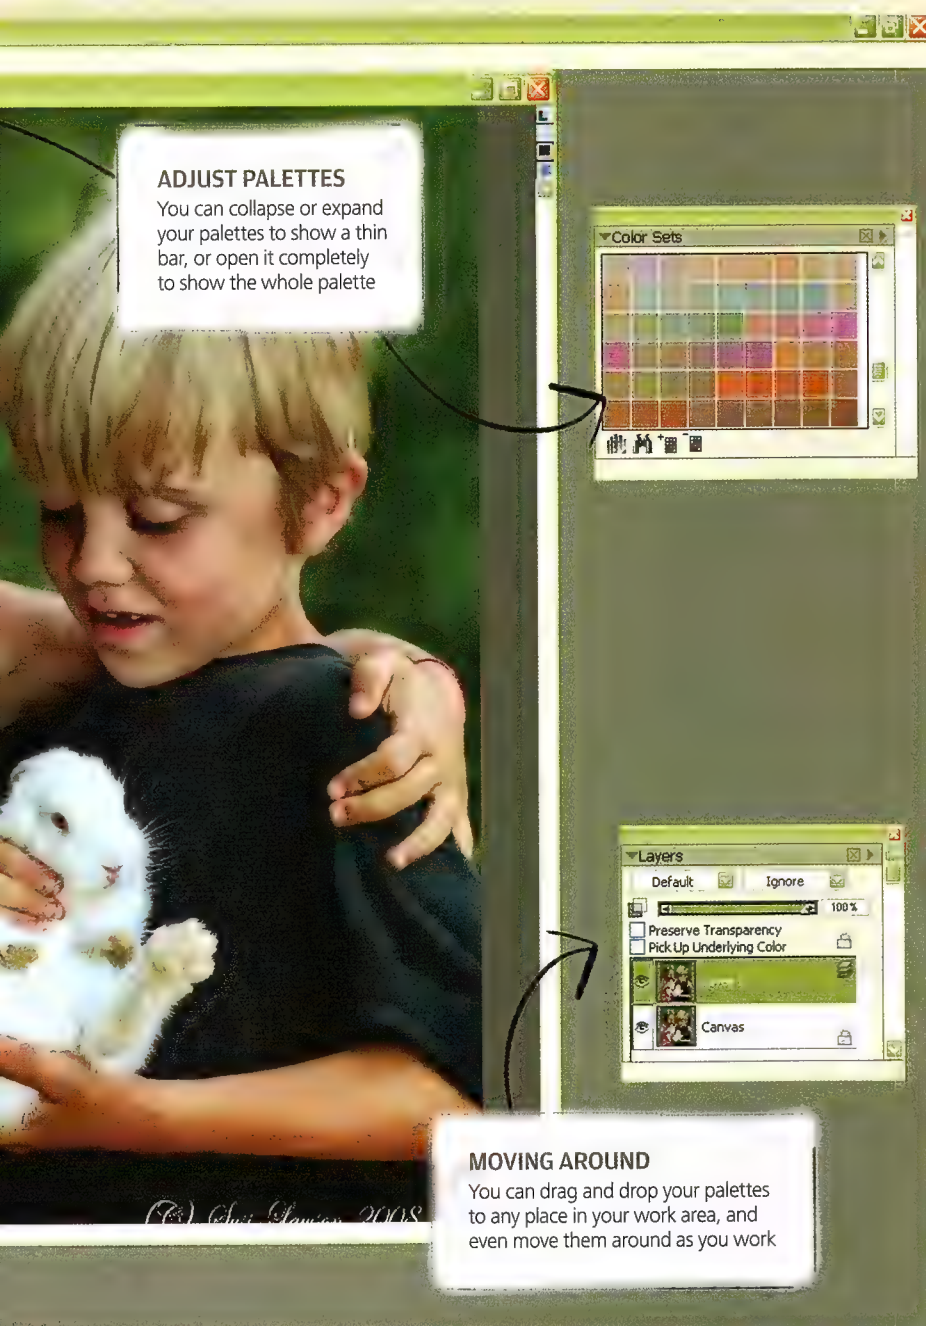 ADJUST PALETTES
You can collapse or expand
your palettes to show a thin
bar, or open it completely
to show the whole palette
Color Sets
Layers
Default
Ignore
100%
Preserve Transparency
Pick Up Underlying Color
Canvas
MOVING AROUND
You can drag and drop your palettes
to any place in your work area, and
even move them around as you work
(C)
2008